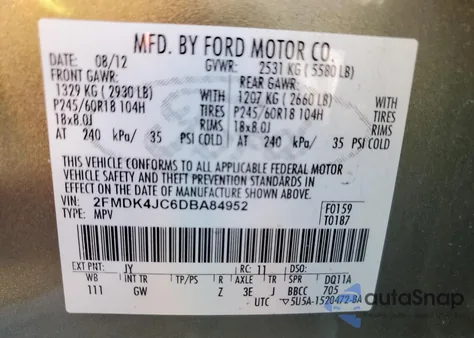 MFD. BY FORD MOTOR CO.
DATE: 08/12 GVWR: 2531 KG ( 5580 LB)
FRONT GAWR: REAR GAWR:
1329 KG ( 2930 LB) WITH 1207 KG ( 2660 LB) WITH
P245/60R18 104H TIRES P245/60R18 104H TIRES
18x8.0J RIMS 18x8.0J RIMS
AT 240 kPa/ 35 PSI COLD AT 240 kPa/ 35 PSI COLD
THIS VEHICLE CONFORMS TO ALL APPLICABLE FEDERAL MOTOR
VEHICLE SAFETY AND THEFT PREVENTION STANDARDS IN
EFFECT ON THE DATE OF MANUFACTURE SHOWN ABOVE.
VIN: 2FMDK4JC6DBA84952 F0159
TYPE: MPV T0187
EXT PNT: JY RC: 11 DSO:
WB INT TR TP/PS R AXLE TR SPR DQ11A
111 GW Z 3E J BBCC 705
UTC 5U5A-1520472-BA
autoSnap